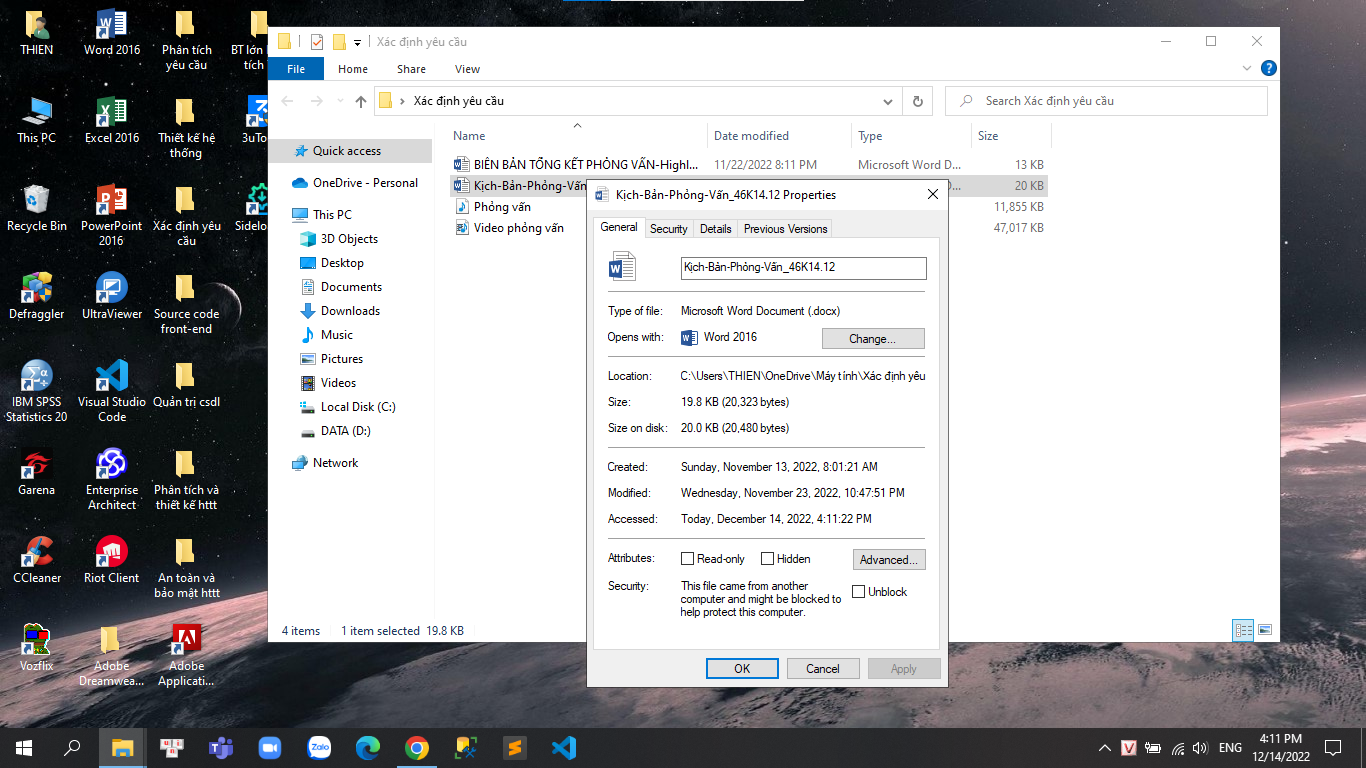 THIEN
Word 2016
Phân tích
yêu cầu
BT lớn
tích
This PC
Excel 2016
Thiết kế hệ
thống
Recycle Bin
PowerPoint
2016
Xác định yêu
cầu
Defraggler
UltraViewer
Source code
front-end
IBM SPSS
Statistics 20
Visual Studio
Code
Quản trị csdl
Garena
Enterprise
Architect
Phân tích và
thiết kế httt
CCleaner
Riot Client
An toàn và
bảo mật httt
Vozflix
Adobe
Dreamwea...
Adobe
Applicati...
Xác định yêu cầu
File Home Share View
Xác định yêu cầu
Search Xác định yêu cầu
Quick access
OneDrive - Personal
This PC
3D Objects
Desktop
Documents
Downloads
Music
Pictures
Videos
Local Disk (C:)
DATA (D:)
Network
Name Date modified Type Size
BIÊN BẢN TỔNG KẾT PHỎNG VẤN-Highl... 11/22/2022 8:11 PM Microsoft Word D... 13 KB
Kịch-Bản-Phỏng-Vấn 20 KB
Phỏng vấn 11,855 KB
Video phỏng vấn 47,017 KB
Kịch-Bản-Phỏng-Vấn_46K14.12 Properties
General Security Details Previous Versions
Kịch-Bản-Phỏng-Vấn_46K14.12
Type of file: Microsoft Word Document (.docx)
Opens with: Word 2016 Change...
Location: C:\Users\THIEN\OneDrive\Máy tính\Xác định yêu
Size: 19.8 KB (20,323 bytes)
Size on disk: 20.0 KB (20,480 bytes)
Created: Sunday, November 13, 2022, 8:01:21 AM
Modified: Wednesday, November 23, 2022, 10:47:51 PM
Accessed: Today, December 14, 2022, 4:11:22 PM
Attributes: Read-only Hidden Advanced...
Security: This file came from another
computer and might be blocked to
help protect this computer.
Unblock
OK Cancel Apply
4 items 1 item selected 19.8 KB
Zalo
ENG
4:11 PM
12/14/2022